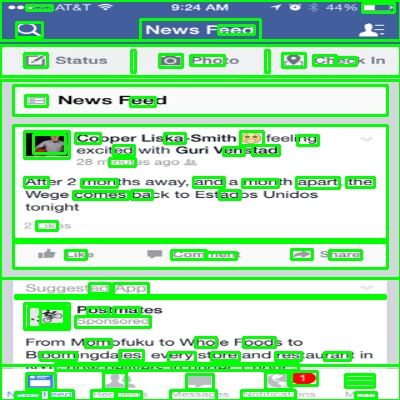 AT&T 9:24 AM 44%
News Feed
Status Photo Check In
News Feed
Cooper Liska-Smith 😍 feeling
excited with Guri Venstad
28 minutes ago
After 2 months away, and a month apart, the
Wege comes back to Estados Unidos
tonight
2 Likes
Like Comment Share
Suggested App
Postmates
Sponsored
From Momofuku to Whole Foods to
Bloomingdales, every store and restaurant in
1
News Feed Requests Messages Notifications More